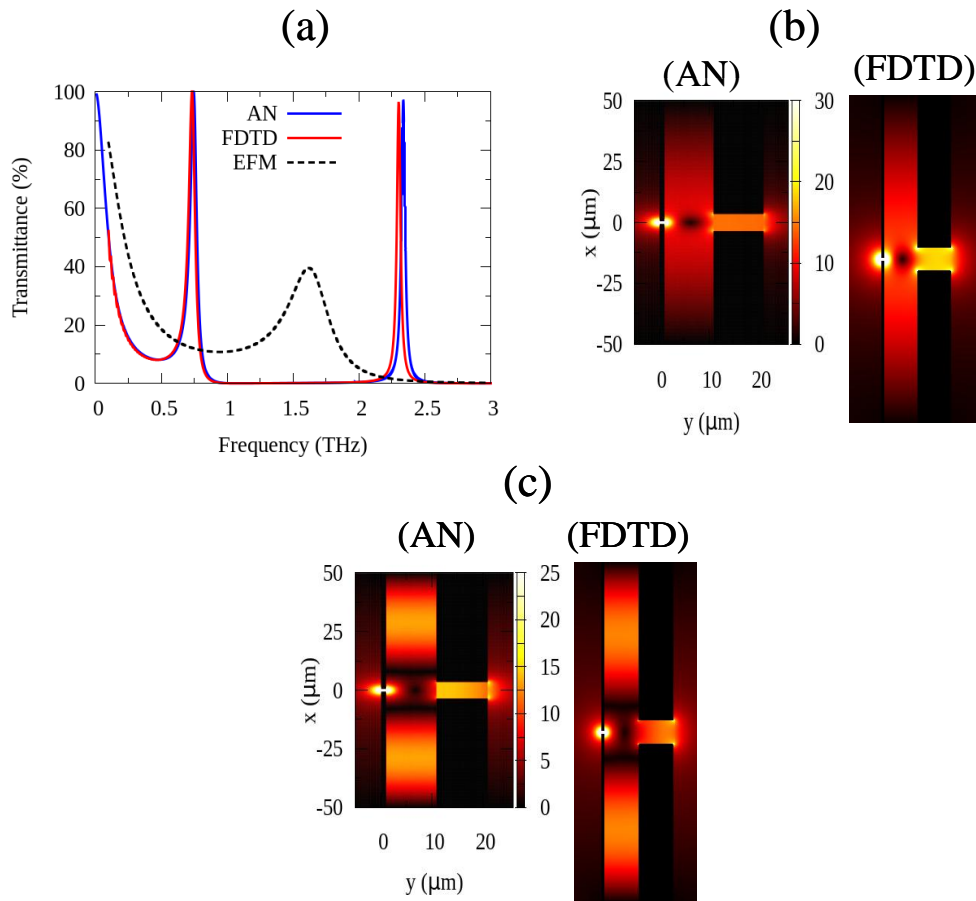 (a)
100
80
60
40
20
0
Transmittance (%)
AN
FDTD
EFM
0 0.5 1 1.5 2 2.5 3
Frequency (THz)
(b)
(AN)
(FDTD)
50
25
0
-25
-50
x (μm)
0 10 20
y (μm)
30
20
10
0
(c)
(AN)
(FDTD)
50
25
0
-25
-50
x (μm)
0 10 20
y (μm)
25
20
15
10
5
0